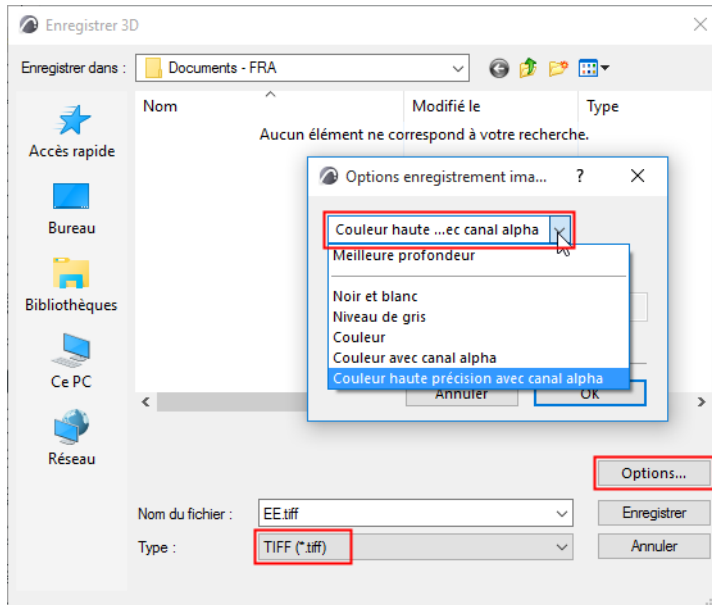 Enregistrer 3D
Enregistrer dans :
Documents - FRA
Nom
Modifié le
Type
Aucun élément ne correspond à votre recherche.
Accès rapide
Bureau
Bibliothèques
Ce PC
Réseau
Options enregistrement ima... ?
Couleur haute ...ec canal alpha
Meilleure profondeur
Noir et blanc
Niveau de gris
Couleur
Couleur avec canal alpha
Couleur haute précision avec canal alpha
Annuler
OK
Options...
Nom du fichier :
EE.tiff
Enregistrer
Type :
TIFF (*.tiff)
Annuler